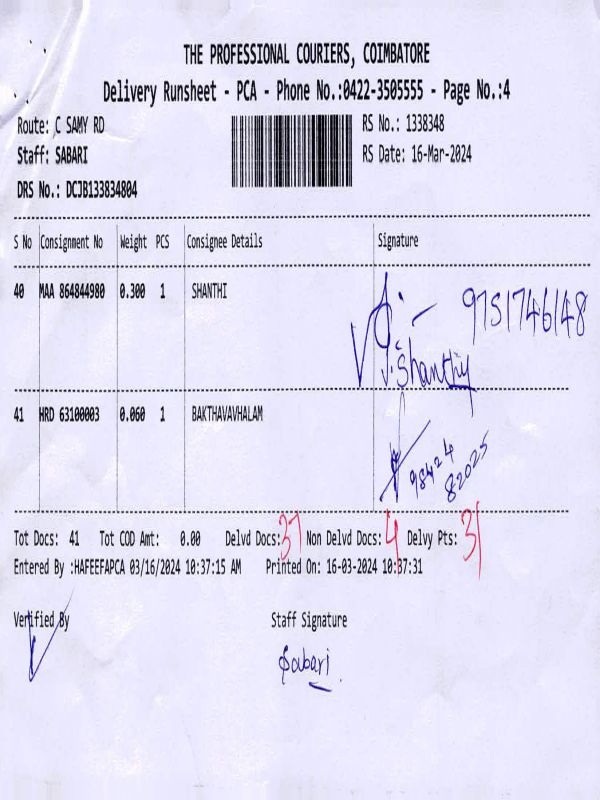 THE PROFESSIONAL COURIERS, COIMBATORE
Delivery Runsheet - PCA - Phone No.:0422-3505555 - Page No.:4
Route: C SAMY RD RS No.: 1338348
Staff: SABARI RS Date: 16-Mar-2024
DRS No.: DCJB133834804
S No Consignment No Weight PCS Consignee Details Signature
40 MAA 864844980 0.300 1 SHANTHI 9751746148
J. Shanthy
41 HRD 63100003 0.060 1 BAKTHAVAVHALAM
98424
82025
Tot Docs: 41 Tot COD Amt: 0.00 Delvd Docs: 37 Non Delvd Docs: 4 Delvy Pts: 31
Entered By :HAFEEFAPCA 03/16/2024 10:37:15 AM Printed On: 16-03-2024 10:37:31
Verified By Staff Signature
Sabari